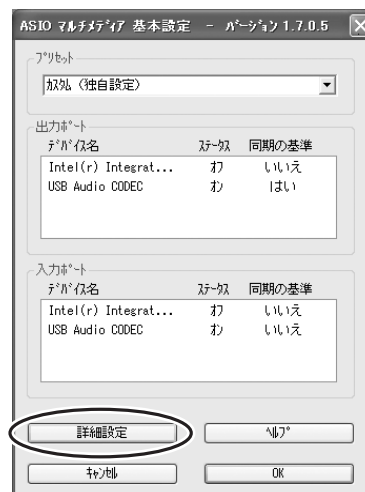 ASIO ﾏﾙﾁﾒﾃﾞｨｱ 基本設定 - ﾊﾞｰｼﾞｮﾝ 1.7.0.5
ﾌﾟﾘｾｯﾄ
ｶｽﾀﾑ（独自設定）
出力ﾎﾟｰﾄ
ﾃﾞﾊﾞｲｽ名 ｽﾃｰﾀｽ 同期の基準
Intel(r) Integrat... ｵﾌ いいえ
USB Audio CODEC ｵﾝ はい
入力ﾎﾟｰﾄ
ﾃﾞﾊﾞｲｽ名 ｽﾃｰﾀｽ 同期の基準
Intel(r) Integrat... ｵﾌ いいえ
USB Audio CODEC ｵﾝ いいえ
詳細設定 ﾍﾙﾌﾟ
ｷｬﾝｾﾙ OK